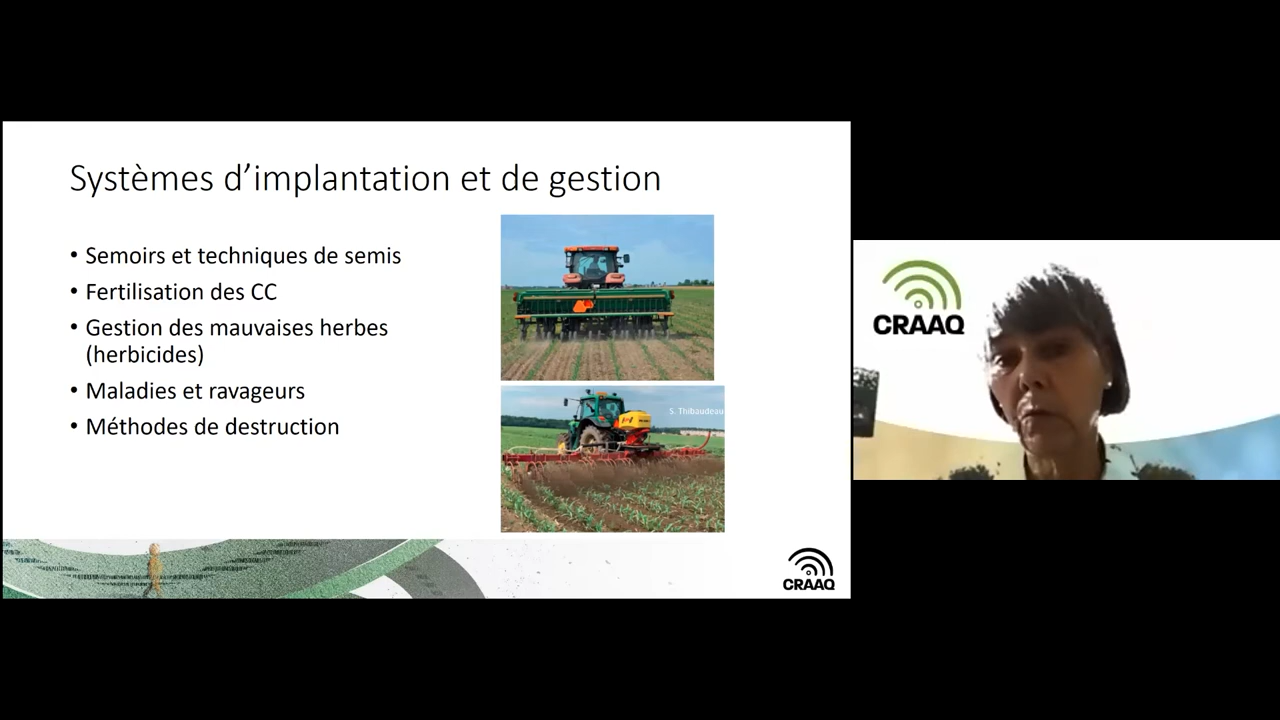 Systèmes d’implantation et de gestion
• Semoirs et techniques de semis
• Fertilisation des CC
• Gestion des mauvaises herbes
(herbicides)
• Maladies et ravageurs
• Méthodes de destruction
S. Thibaudeau
CRAAQ
CRAAQ